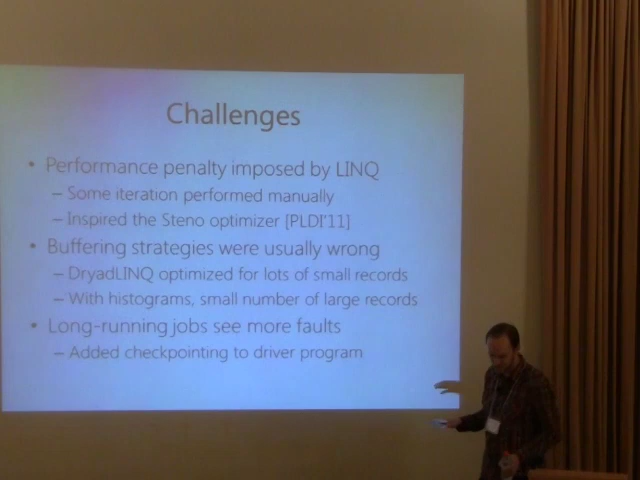 Challenges
• Performance penalty imposed by LINQ
– Some iteration performed manually
– Inspired the Steno optimizer [PLDI'11]
• Buffering strategies were usually wrong
– DryadLINQ optimized for lots of small records
– With histograms, small number of large records
• Long-running jobs see more faults
– Added checkpointing to driver program